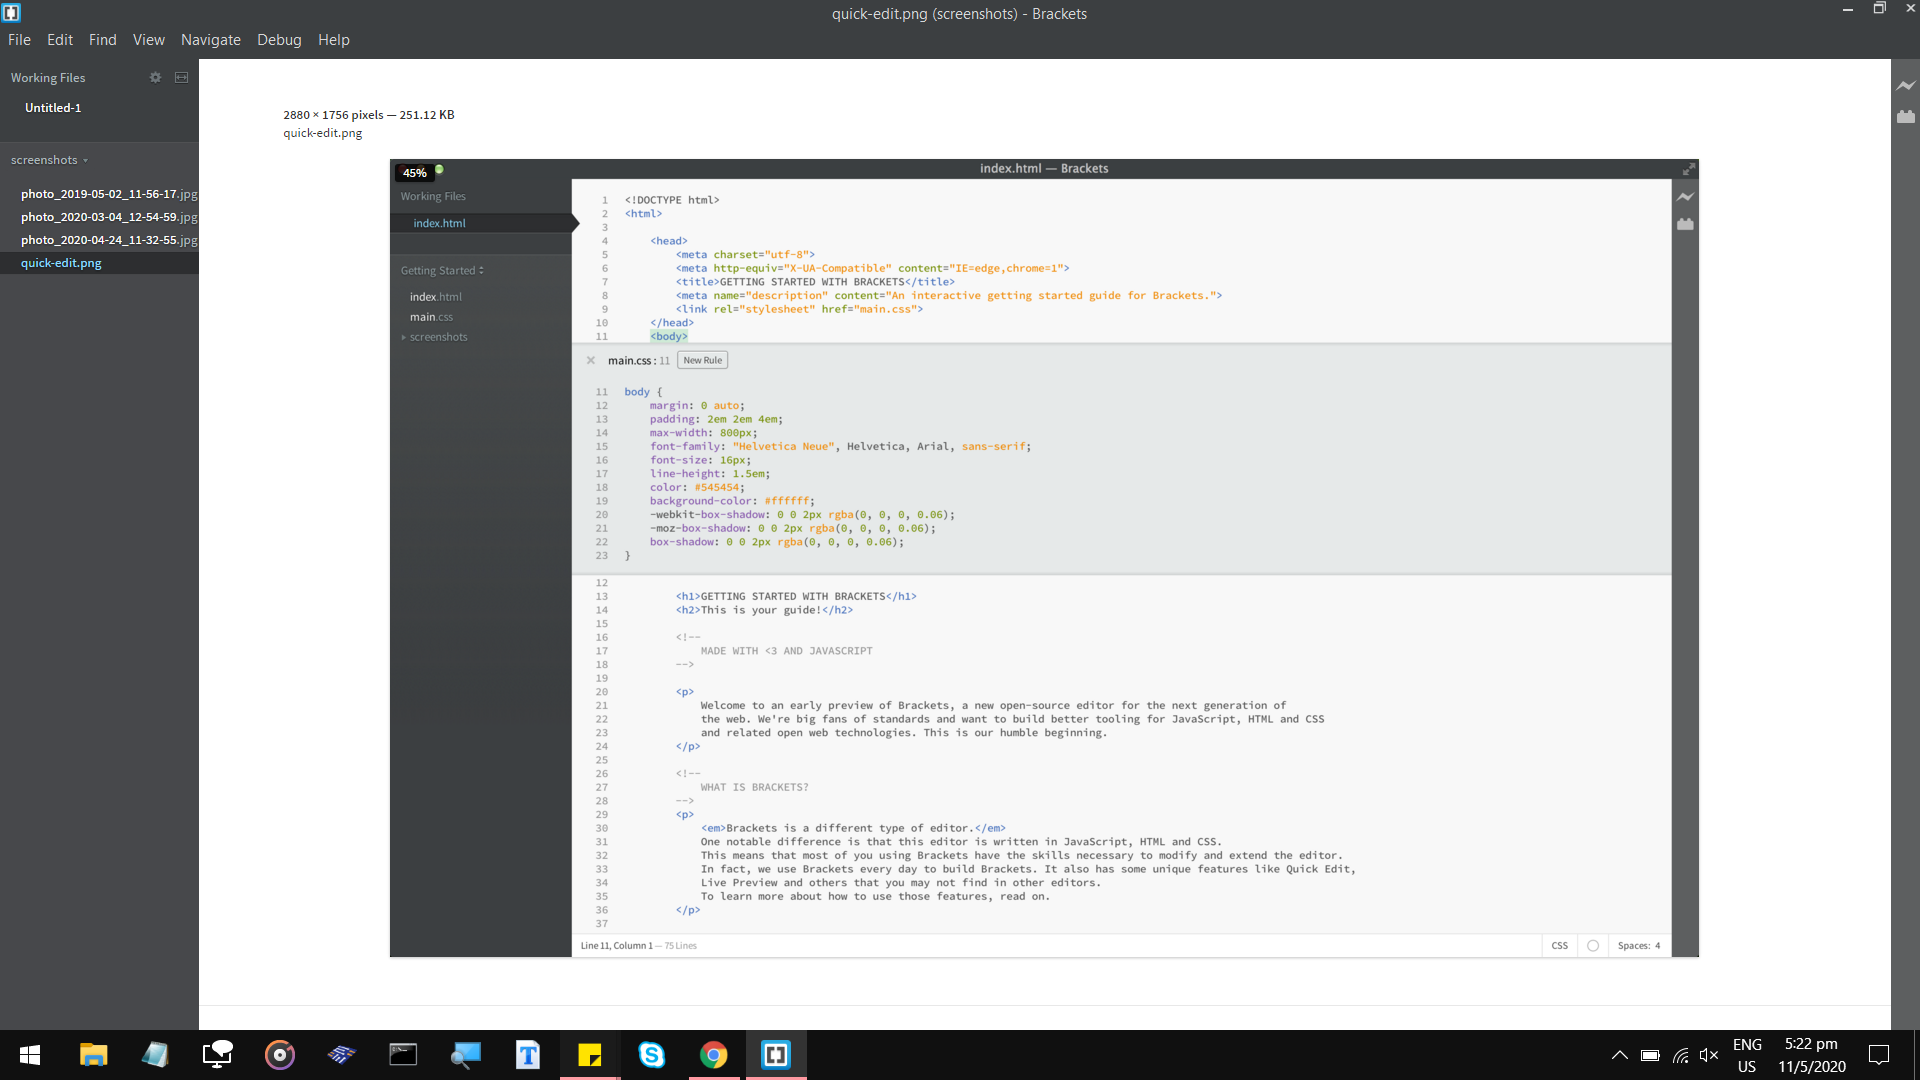 quick-edit.png (screenshots) - Brackets
File Edit Find View Navigate Debug Help
Working Files
Untitled-1
screenshots
photo_2019-05-02_11-56-17.jpg
photo_2020-03-04_12-54-59.jpg
photo_2020-04-24_11-32-55.jpg
quick-edit.png
2880 × 1756 pixels — 251.12 KB
quick-edit.png
45%
index.html — Brackets
Working Files
index.html
Getting Started
index.html
main.css
screenshots
1 <!DOCTYPE html>
2 <html>
3
4 <head>
5 <meta charset="utf-8">
6 <meta http-equiv="X-UA-Compatible" content="IE=edge,chrome=1">
7 <title>GETTING STARTED WITH BRACKETS</title>
8 <meta name="description" content="An interactive getting started guide for Brackets.">
9 <link rel="stylesheet" href="main.css">
10 </head>
11 <body>
main.css : 11 New Rule
11 body {
12 margin: 0 auto;
13 padding: 2em 2em 4em;
14 max-width: 800px;
15 font-family: "Helvetica Neue", Helvetica, Arial, sans-serif;
16 font-size: 16px;
17 line-height: 1.5em;
18 color: #545454;
19 background-color: #ffffff;
20 -webkit-box-shadow: 0 0 2px rgba(0, 0, 0, 0.06);
21 -moz-box-shadow: 0 0 2px rgba(0, 0, 0, 0.06);
22 box-shadow: 0 0 2px rgba(0, 0, 0, 0.06);
23 }
12
13 <h1>GETTING STARTED WITH BRACKETS</h1>
14 <h2>This is your guide!</h2>
15
16 <!--
17 MADE WITH <3 AND JAVASCRIPT
18 -->
19
20 <p>
21 Welcome to an early preview of Brackets, a new open-source editor for the next generation of
22 the web. We're big fans of standards and want to build better tooling for JavaScript, HTML and CSS
23 and related open web technologies. This is our humble beginning.
24 </p>
25
26 <!--
27 WHAT IS BRACKETS?
28 -->
29 <p>
30 <em>Brackets is a different type of editor.</em>
31 One notable difference is that this editor is written in JavaScript, HTML and CSS.
32 This means that most of you using Brackets have the skills necessary to modify and extend the editor.
33 In fact, we use Brackets every day to build Brackets. It also has some unique features like Quick Edit,
34 Live Preview and others that you may not find in other editors.
35 To learn more about how to use those features, read on.
36 </p>
37
Line 11, Column 1 — 75 Lines
CSS
Spaces: 4
ENG
US
5:22 pm
11/5/2020